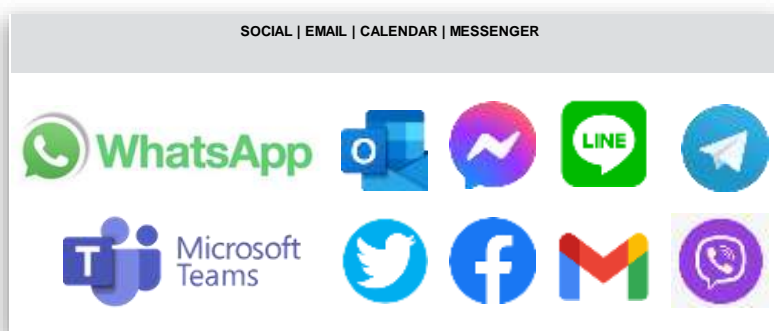 SOCIAL | EMAIL | CALENDAR | MESSENGER
WhatsApp
O
LINE
T
Microsoft
Teams